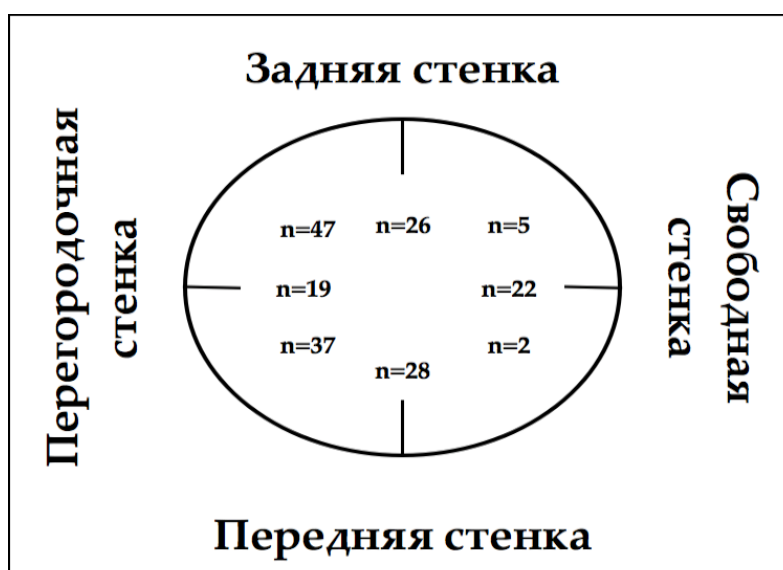 Задняя стенка
Перегородочная
стенка
n=47 n=26 n=5
n=19 n=22
n=37 n=2
n=28
Свободная
стенка
Передняя стенка